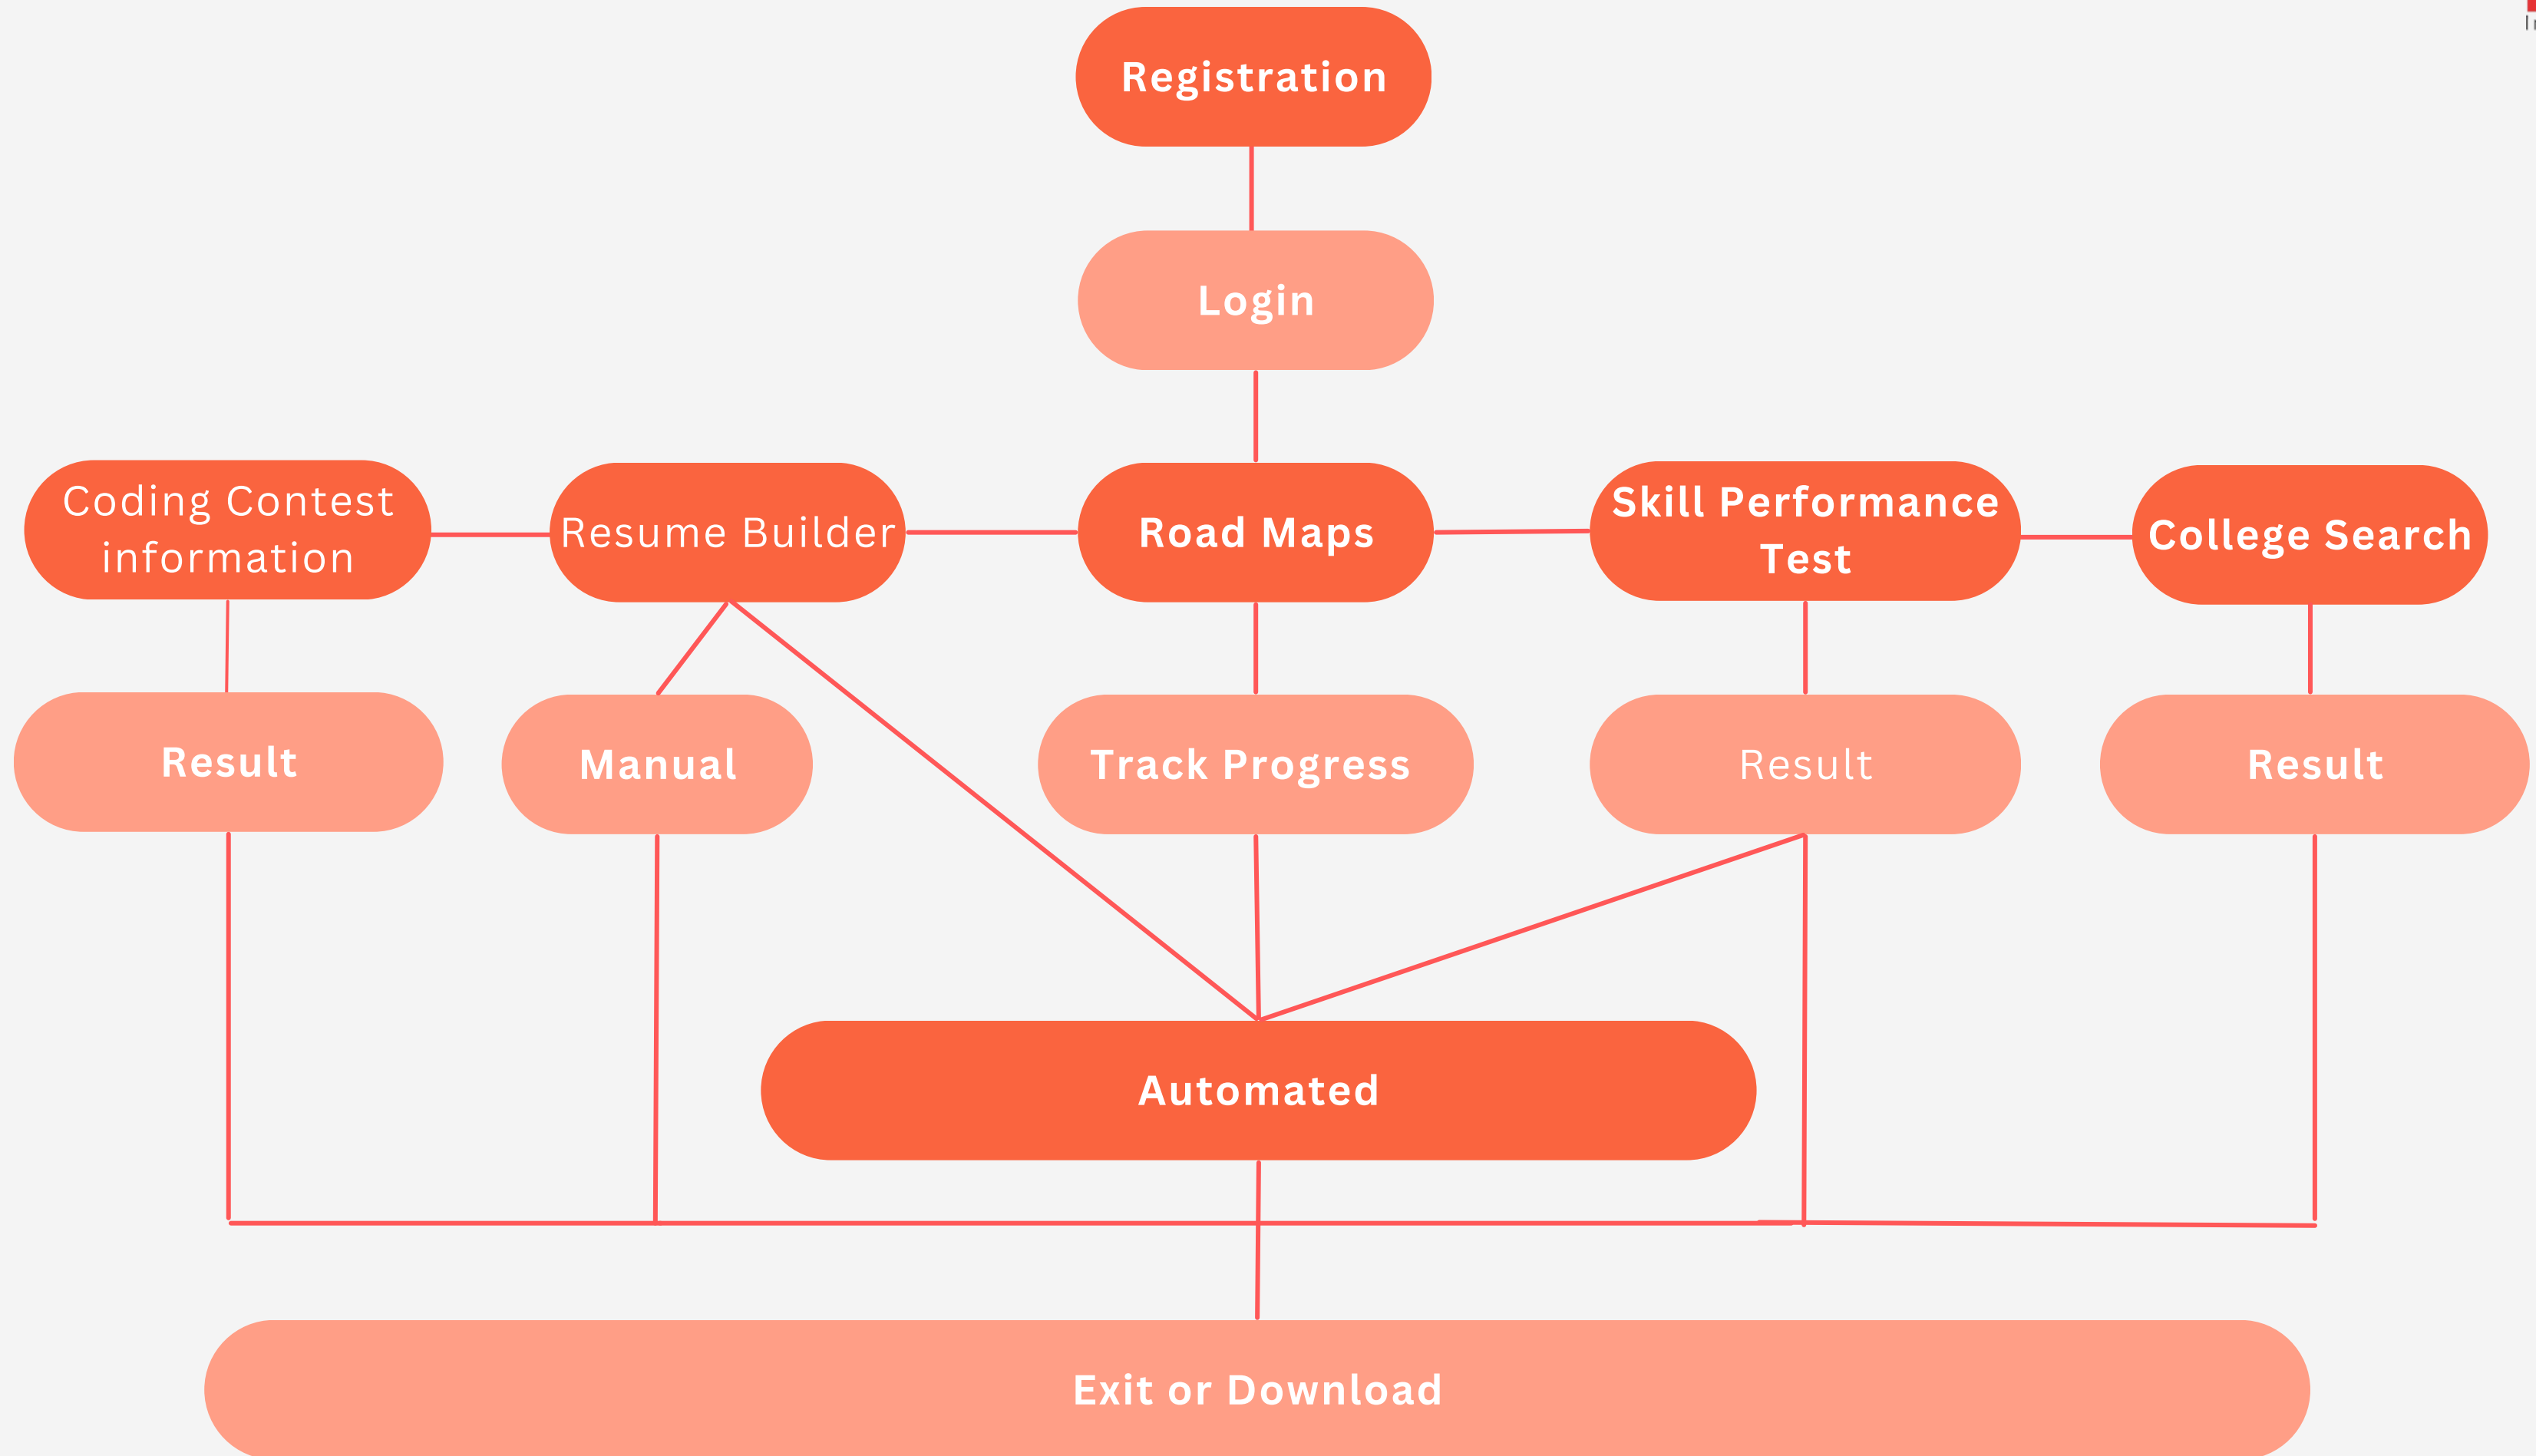 Registration
Login
Coding Contest
information
Resume Builder
Road Maps
Skill Performance
Test
College Search
Result
Manual
Track Progress
Result
Result
Automated
Exit or Download